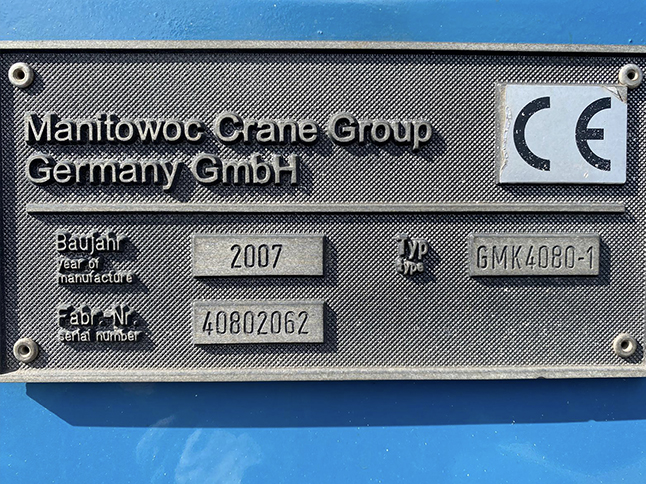 Manitowoc Crane Group
Germany GmbH
CE
Baujahr
year of
manufacture
2007
Typ
type
GMK4080-1
Fabr.-Nr.
serial number
40802062